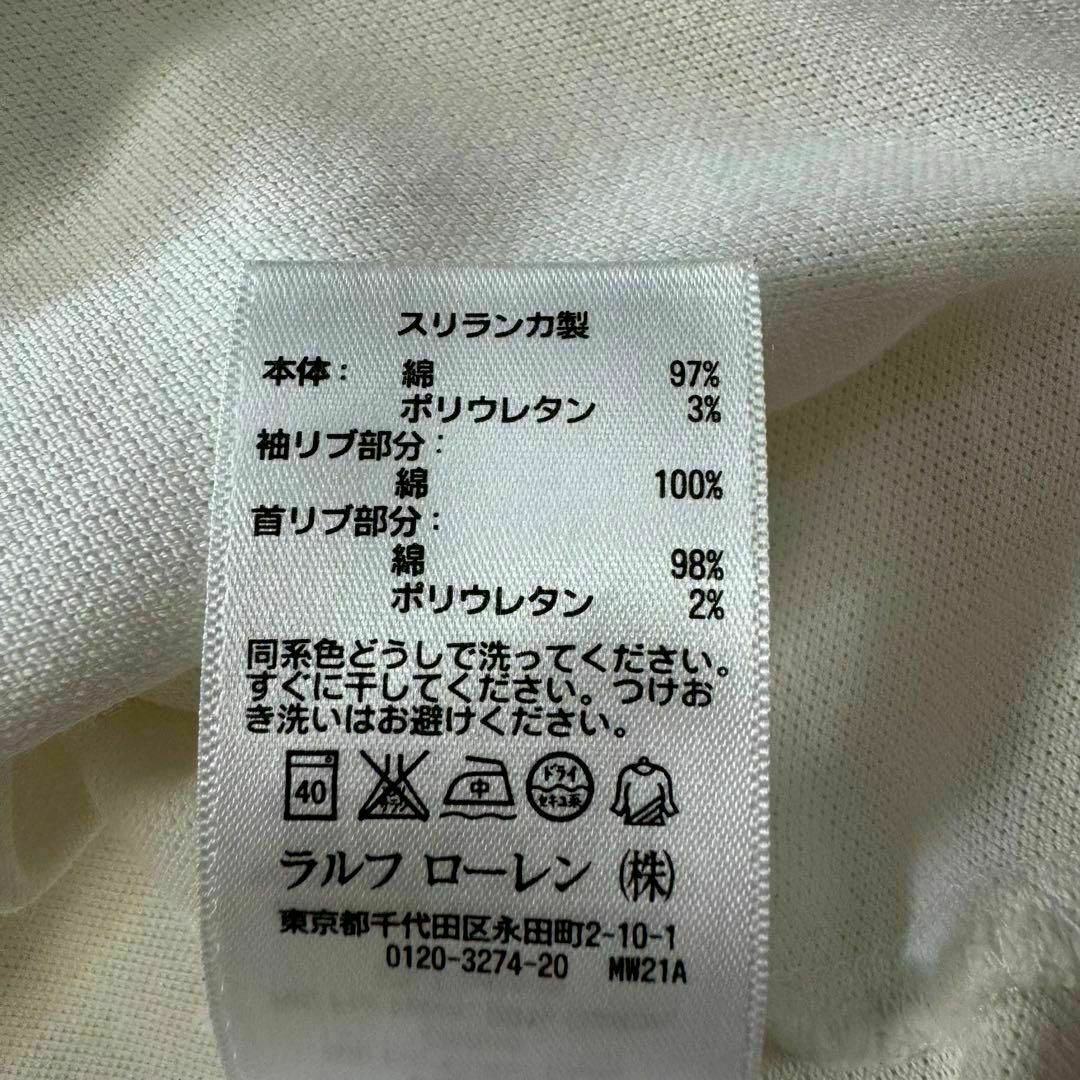 スリランカ製
本体: 綿 97%
ポリウレタン 3%
袖リブ部分:
綿 100%
首リブ部分:
綿 98%
ポリウレタン 2%
同系色どうしで洗ってください。
すぐに干してください。つけお
き洗いはお避けください。
40 中 ドライ セキユ系
ラルフ ローレン (株)
東京都千代田区永田町2-10-1
0120-3274-20 MW21A